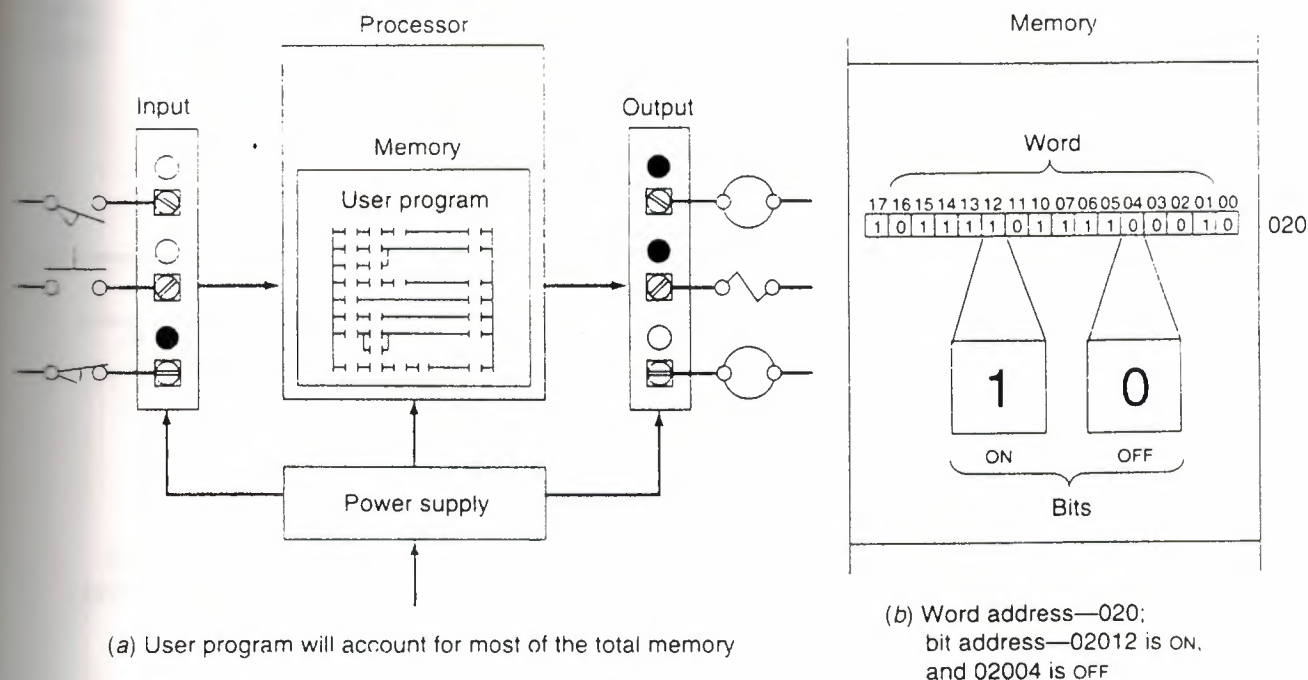 Processor
Input
Output
Memory
User program
Power supply
(a) User program will account for most of the total memory
Memory
Word
17 16 15 14 13 12 11 10 07 06 05 04 03 02 01 00
1 0 1 1 1 1 0 1 1 1 1 0 0 0 1 0
020
1 0
ON OFF
Bits
(b) Word address—020;
bit address—02012 is ON,
and 02004 is OFF